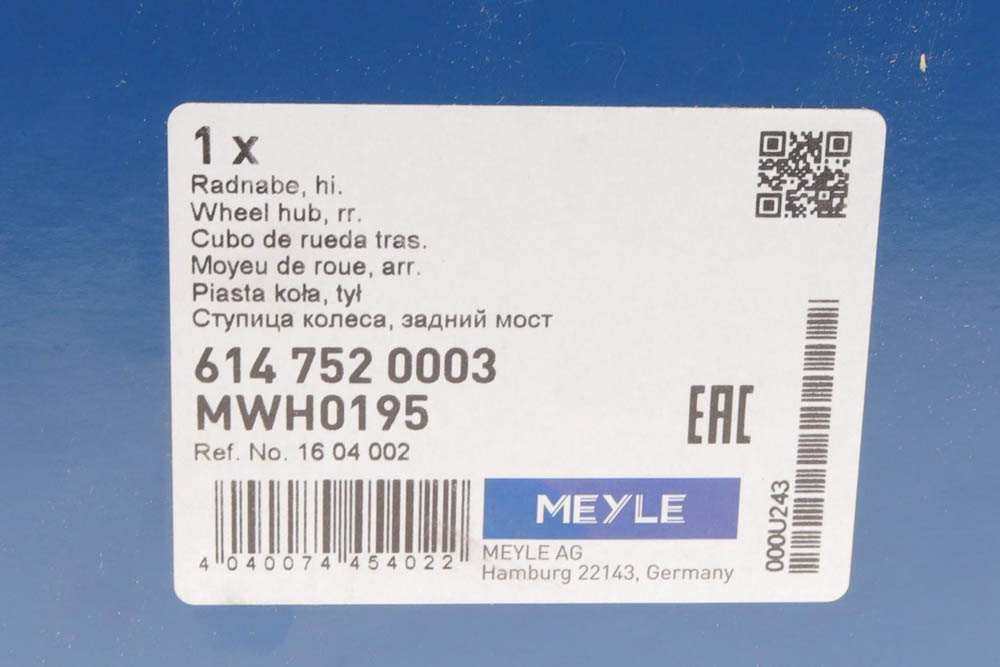 1 x
Radnabe, hi.
Wheel hub, rr.
Cubo de rueda tras.
Moyeu de roue, arr.
Piasta koła, tył
Ступица колеса, задний мост
614 752 0003
MWH0195
Ref. No. 16 04 002
EAC
4 040074 454022
MEYLE
MEYLE AG
Hamburg 22143, Germany
000U243